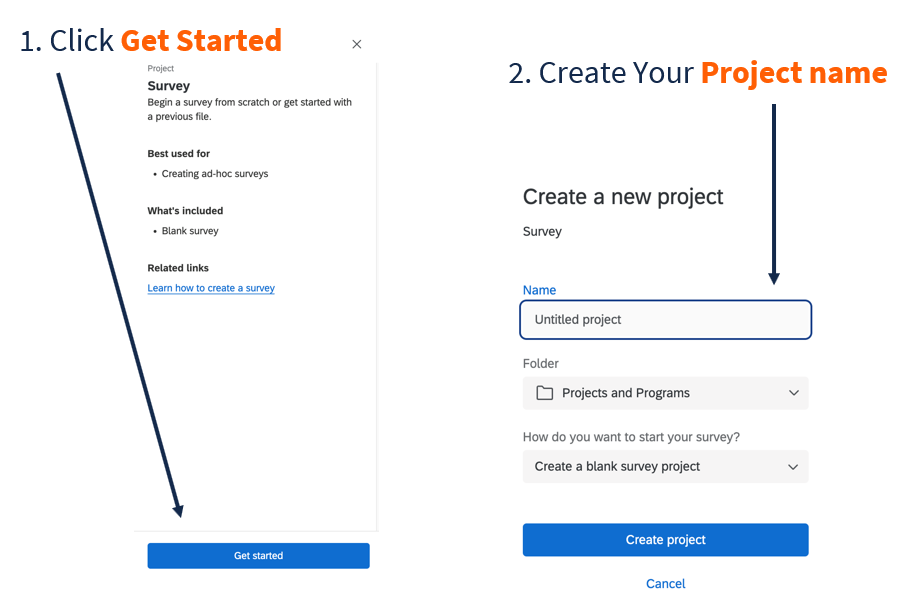 1. Click Get Started
Project
Survey
Begin a survey from scratch or get started with
a previous file.
Best used for
• Creating ad-hoc surveys
What's included
• Blank survey
Related links
Learn how to create a survey
Get started
2. Create Your Project name
Create a new project
Survey
Name
Untitled project
Folder
Projects and Programs
How do you want to start your survey?
Create a blank survey project
Create project
Cancel